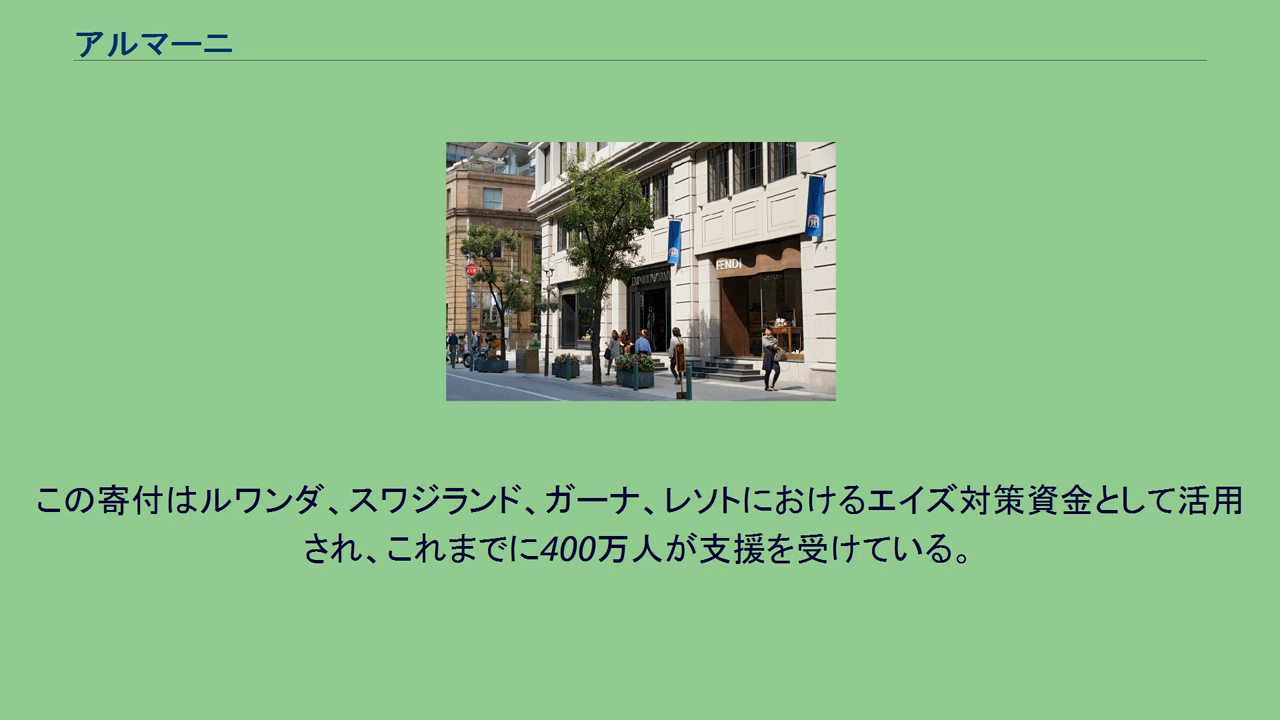 アルマーニ
FENDI
この寄付はルワンダ、スワジランド、ガーナ、レソトにおけるエイズ対策資金として活用
され、これまでに400万人が支援を受けている。